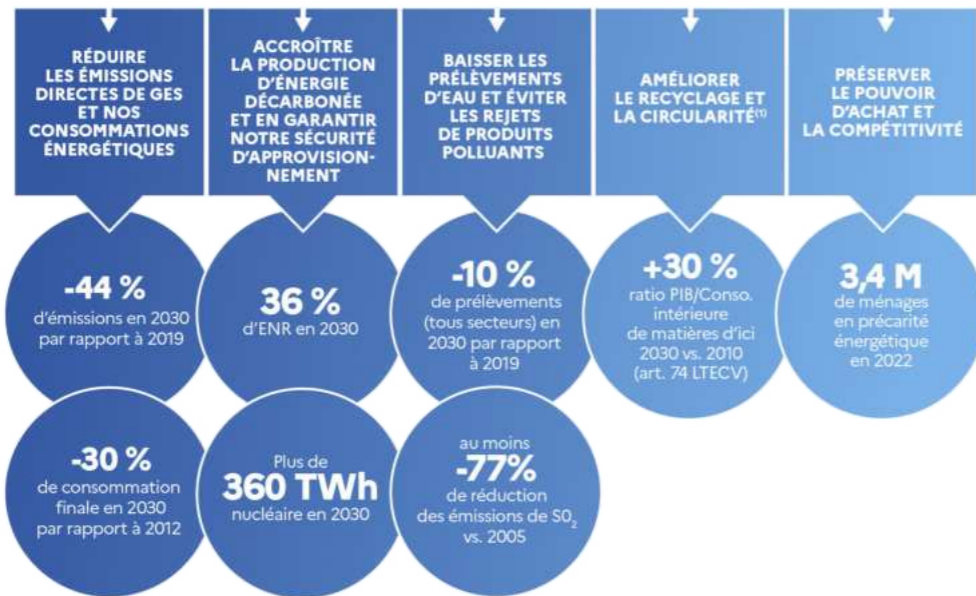 RÉDUIRE
LES ÉMISSIONS
DIRECTES DE GES
ET NOS
CONSOMMATIONS
ÉNERGÉTIQUES
ACCROÎTRE
LA PRODUCTION
D'ÉNERGIE
DÉCARBONÉE
ET EN GARANTIR
NOTRE SÉCURITÉ
D'APPROVISION-
NEMENT
BAISSER LES
PRÉLÈVEMENTS
D'EAU ET ÉVITER
LES REJETS
DE PRODUITS
POLLUANTS
AMÉLIORER
LE RECYCLAGE ET
LA CIRCULARITÉ(1)
PRÉSERVER
LE POUVOIR
D'ACHAT ET
LA COMPÉTITIVITÉ
-44 %
d'émissions en 2030
par rapport à 2019
36 %
d'ENR en 2030
-10 %
de prélèvements
(tous secteurs) en
2030 par rapport
à 2019
+30 %
ratio PIB/Conso.
intérieure
de matières d'ici
2030 vs. 2010
(art. 74 LTECV)
3,4 M
de ménages
en précarité
énergétique
en 2022
-30 %
de consommation
finale en 2030
par rapport à 2012
Plus de
360 TWh
nucléaire en 2030
au moins
-77%
de réduction
des émissions de S0₂
vs. 2005